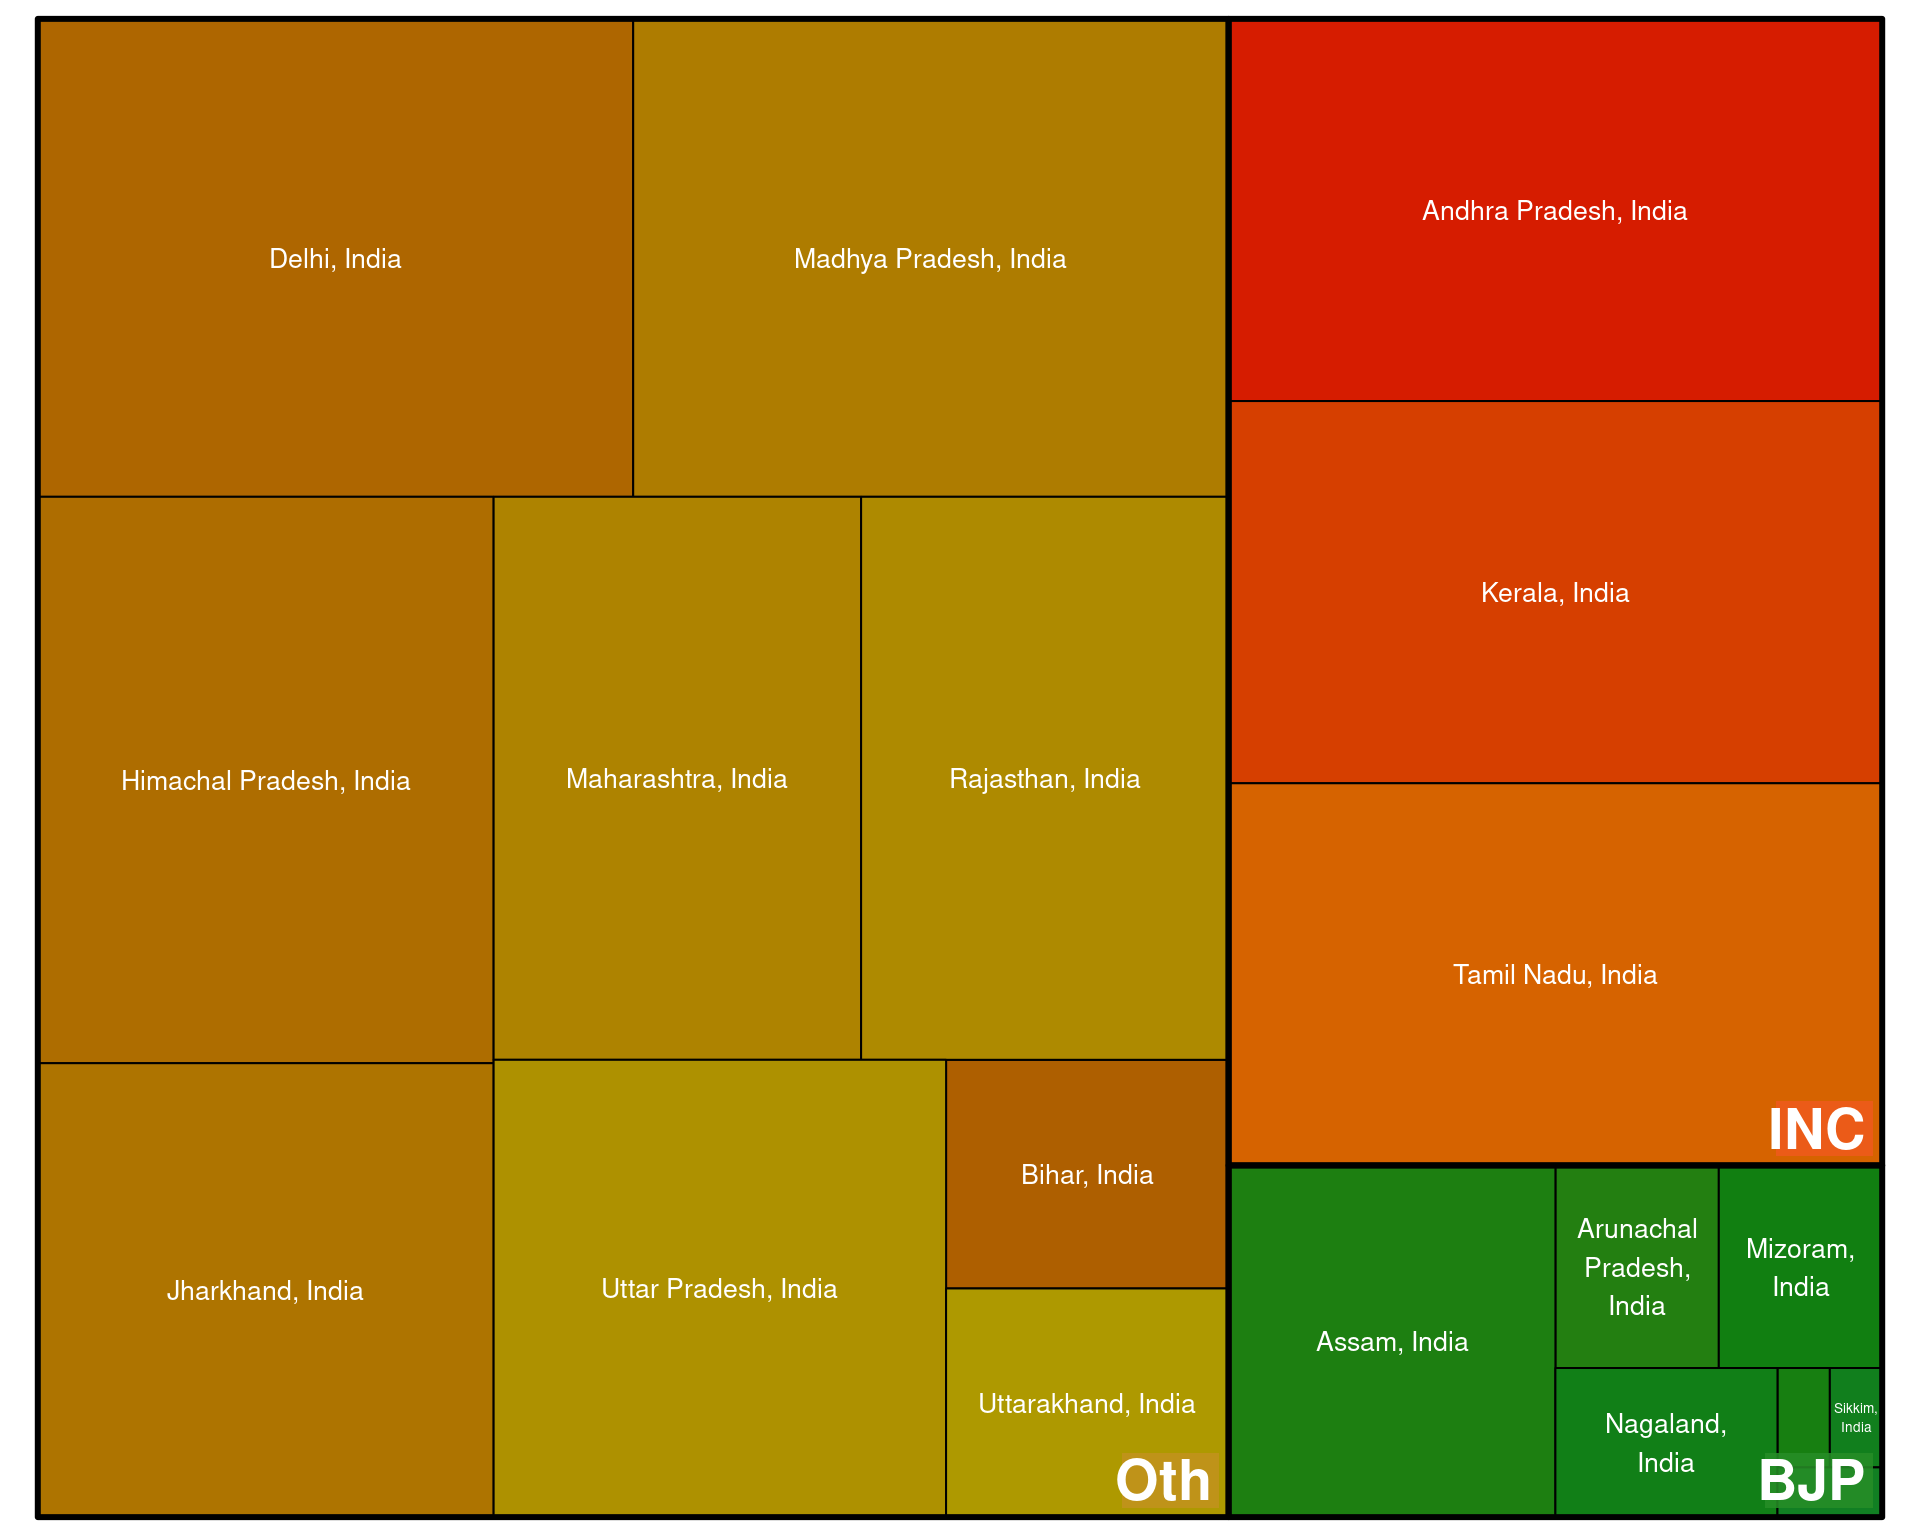 Delhi, India
Madhya Pradesh, India
Andhra Pradesh, India
Kerala, India
Himachal Pradesh, India
Maharashtra, India
Rajasthan, India
Tamil Nadu, India
INC
Jharkhand, India
Uttar Pradesh, India
Bihar, India
Uttarakhand, India
Oth
Assam, India
Arunachal
Pradesh,
India
Mizoram,
India
Nagaland,
India
Sikkim,
India
BJP